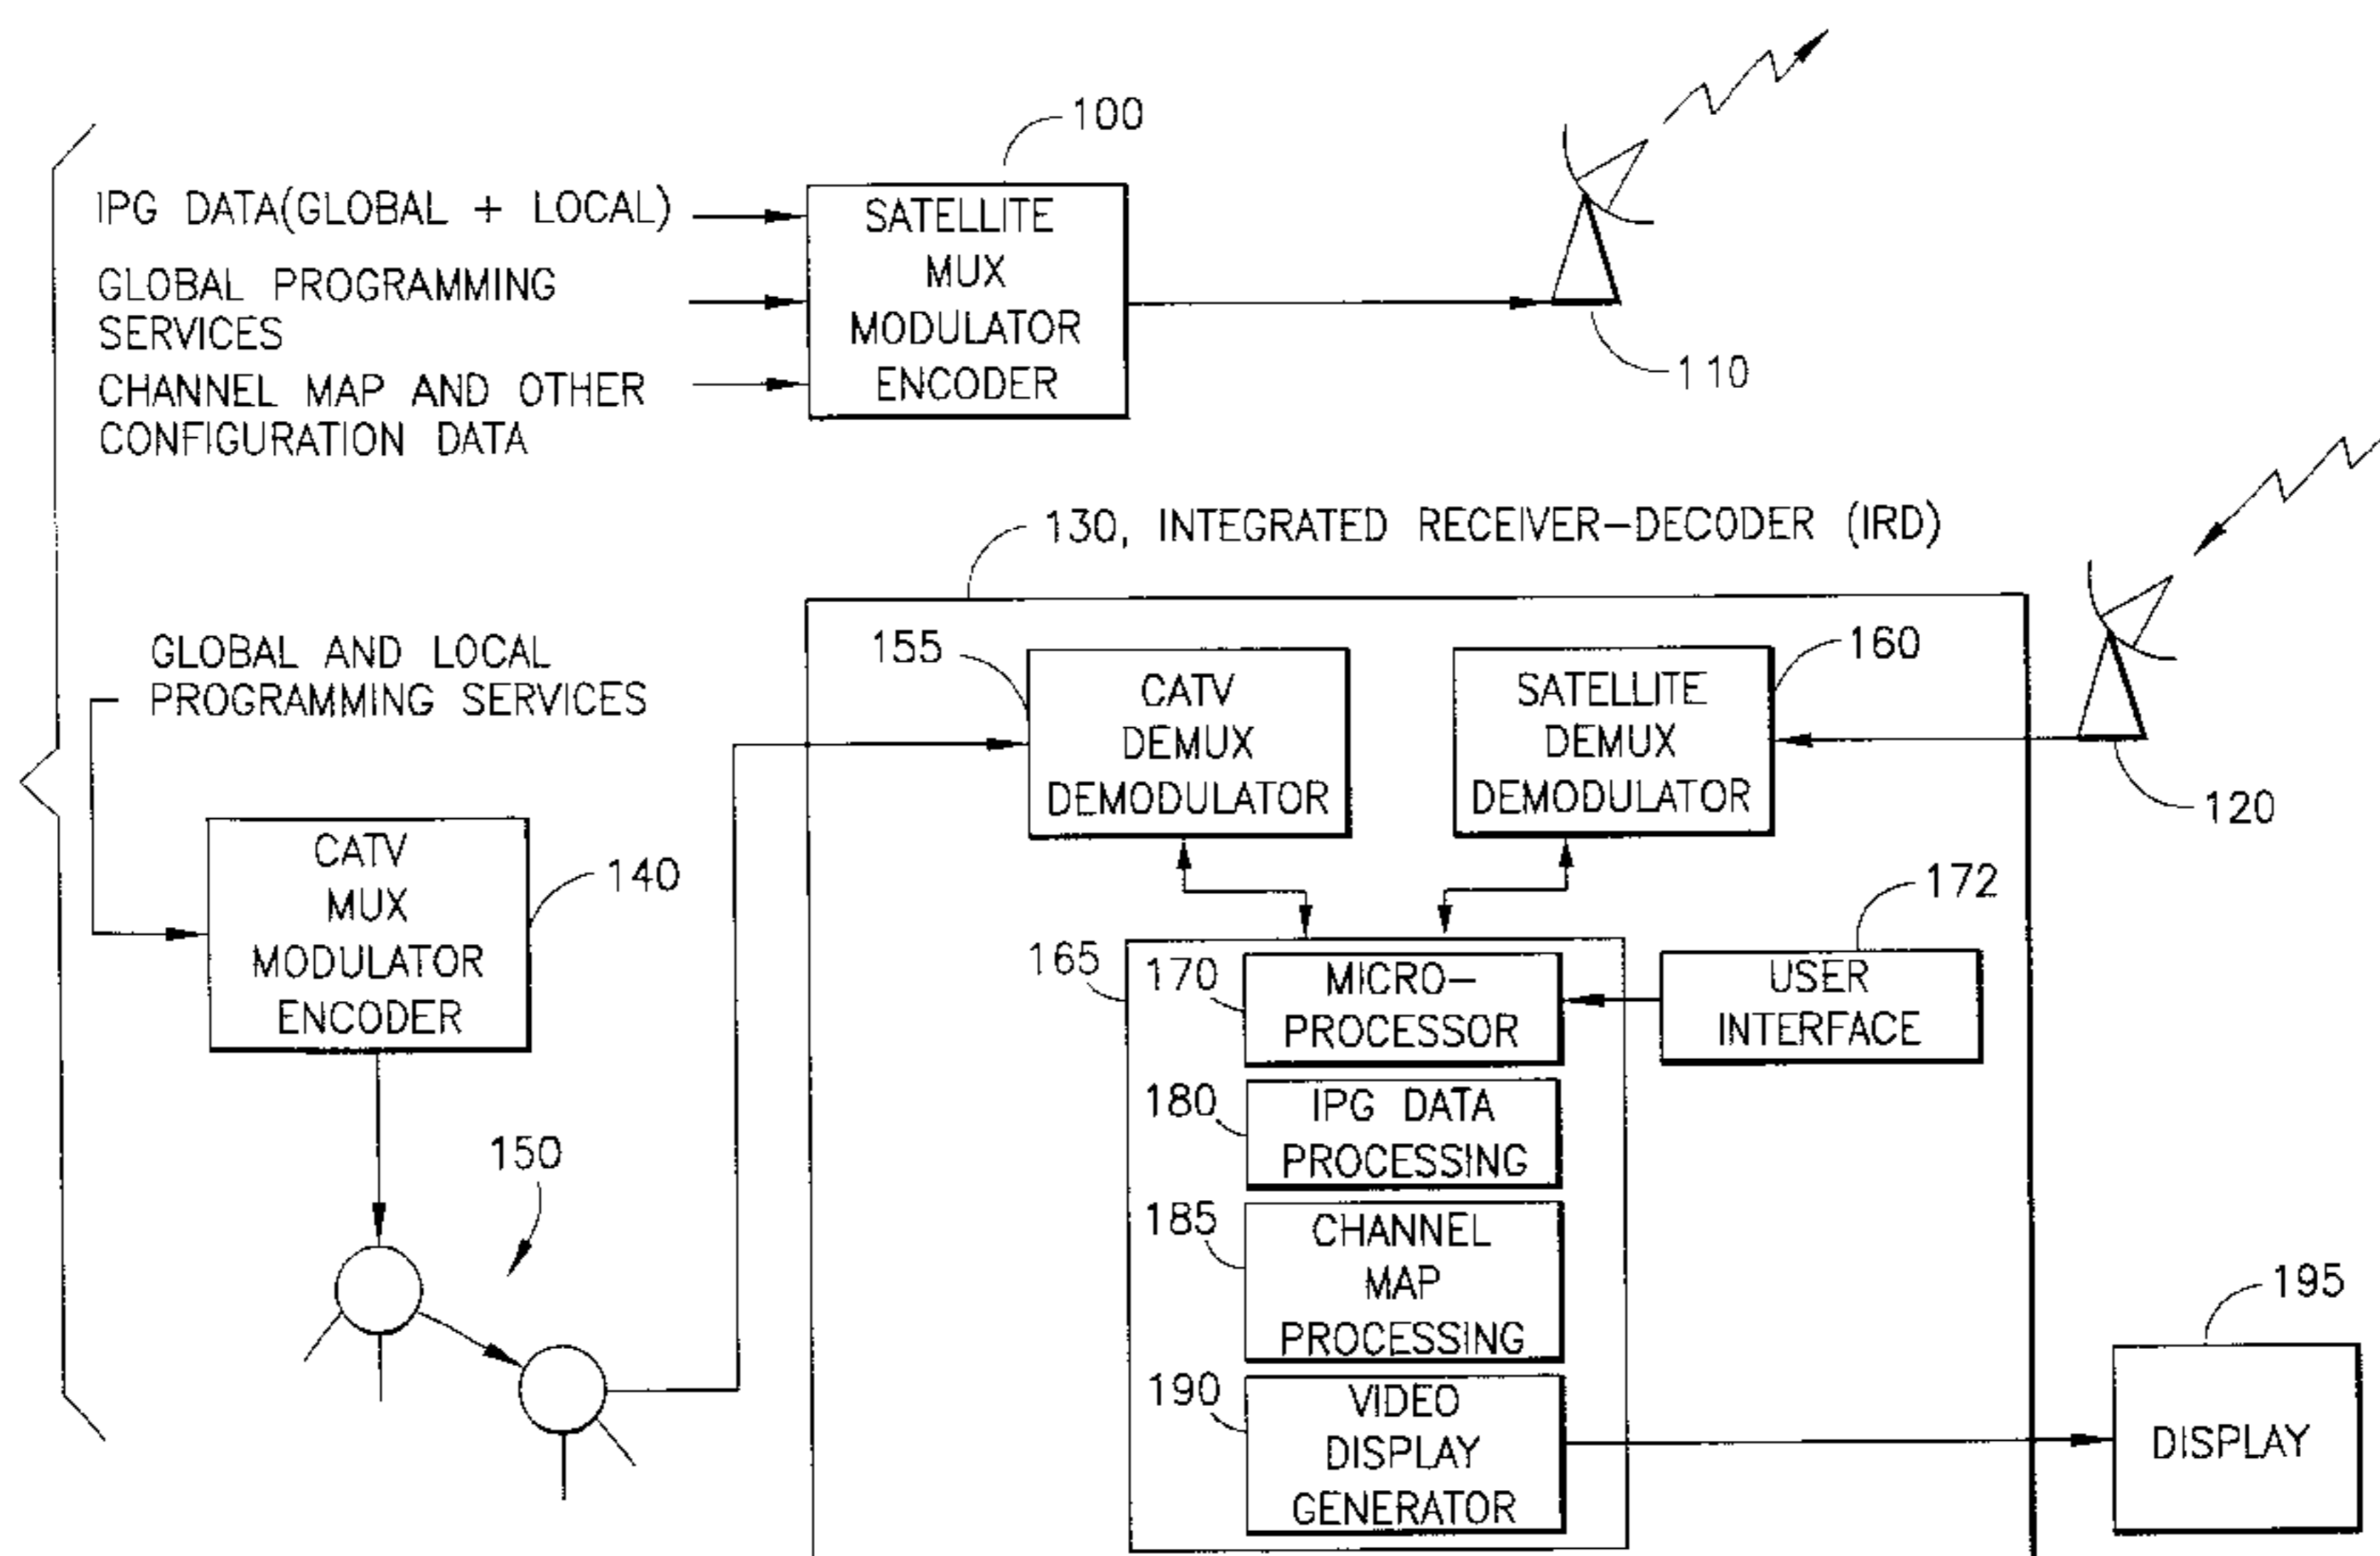 100
IPG DATA(GLOBAL + LOCAL)
GLOBAL PROGRAMMING
SERVICES
CHANNEL MAP AND OTHER
CONFIGURATION DATA
SATELLITE
MUX
MODULATOR
ENCODER
110
130, INTEGRATED RECEIVER-DECODER (IRD)
GLOBAL AND LOCAL
PROGRAMMING SERVICES
155
CATV
DEMUX
DEMODULATOR
160
SATELLITE
DEMUX
DEMODULATOR
120
CATV
MUX
MODULATOR
ENCODER
140
172
165
170
MICRO-
PROCESSOR
USER
INTERFACE
180
IPG DATA
PROCESSING
150
185
CHANNEL
MAP
PROCESSING
190
VIDEO
DISPLAY
GENERATOR
195
DISPLAY